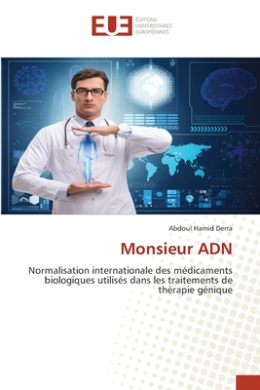 EUE
ÉDITIONS
UNIVERSITAIRES
EUROPÉENNES
Abdoul Hamid Derra
Monsieur ADN
Normalisation internationale des médicaments
biologiques utilisés dans les traitements de
thérapie génique